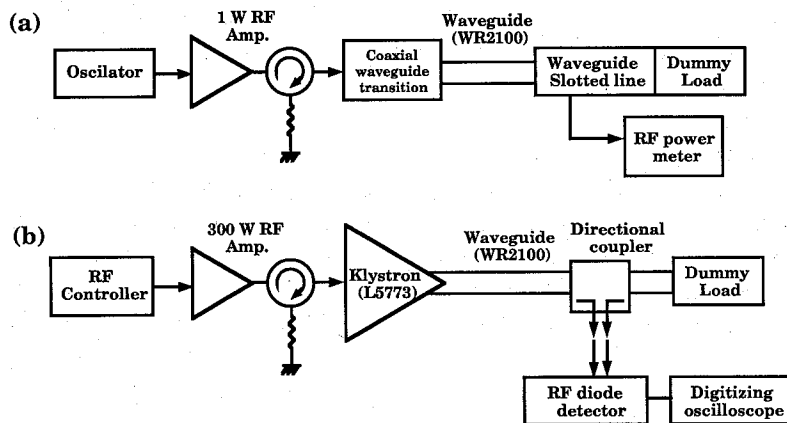 (a)
1 W RF
Amp.
Oscilator
Coaxial
waveguide
transition
Waveguide
(WR2100)
Waveguide
Slotted line
Dummy
Load
RF power
meter
(b)
300 W RF
Amp.
RF
Controller
Klystron
(L5773)
Waveguide
(WR2100)
Directional
coupler
Dummy
Load
RF diode
detector
Digitizing
oscilloscope